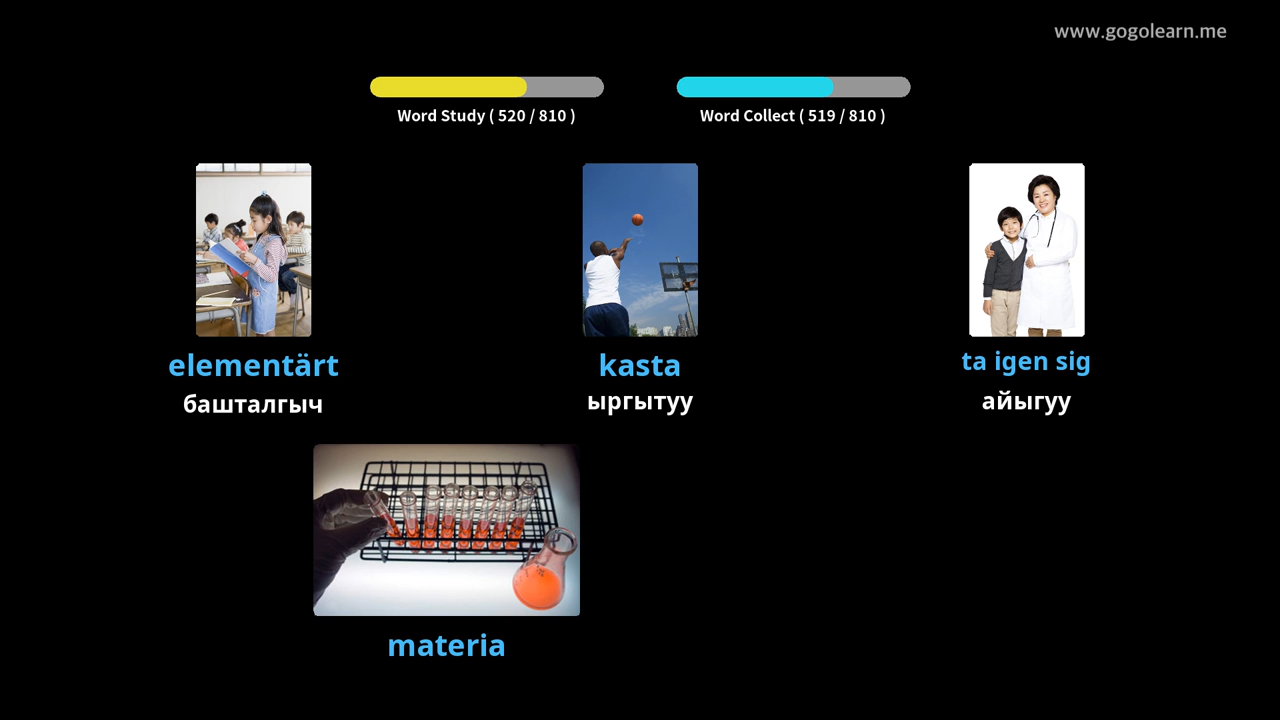 www.gogolearn.me
Word Study ( 520 / 810 )
Word Collect ( 519 / 810 )
elementärt
kasta
ta igen sig
башталгыч
ыргытуу
айыгуу
materia